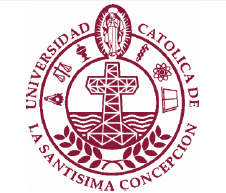 UNIVERSIDAD CATOLICA DE
LA SANTISIMA CONCEPCION